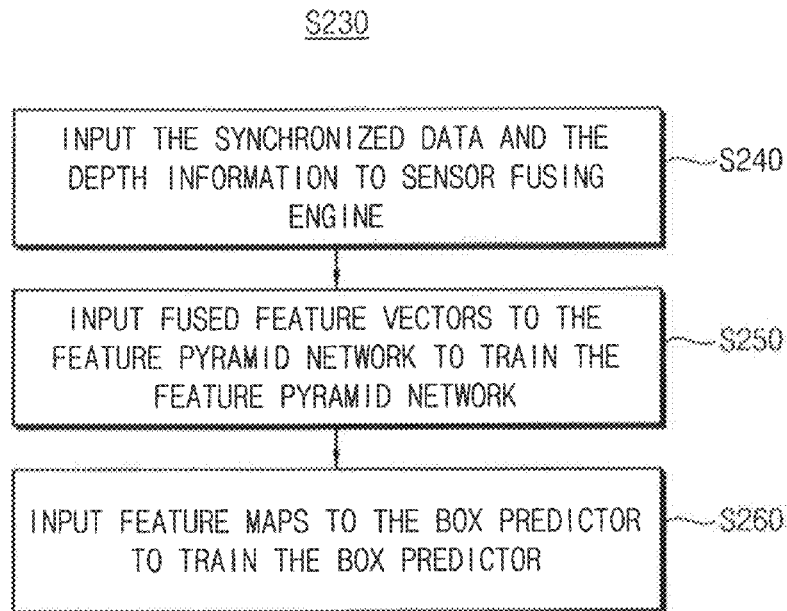 S230
INPUT THE SYNCHRONIZED DATA AND THE
DEPTH INFORMATION TO SENSOR FUSING
ENGINE
S240
INPUT FUSED FEATURE VECTORS TO THE
FEATURE PYRAMID NETWORK TO TRAIN THE
FEATURE PYRAMID NETWORK
S250
INPUT FEATURE MAPS TO THE BOX PREDICTOR
TO TRAIN THE BOX PREDICTOR
S260